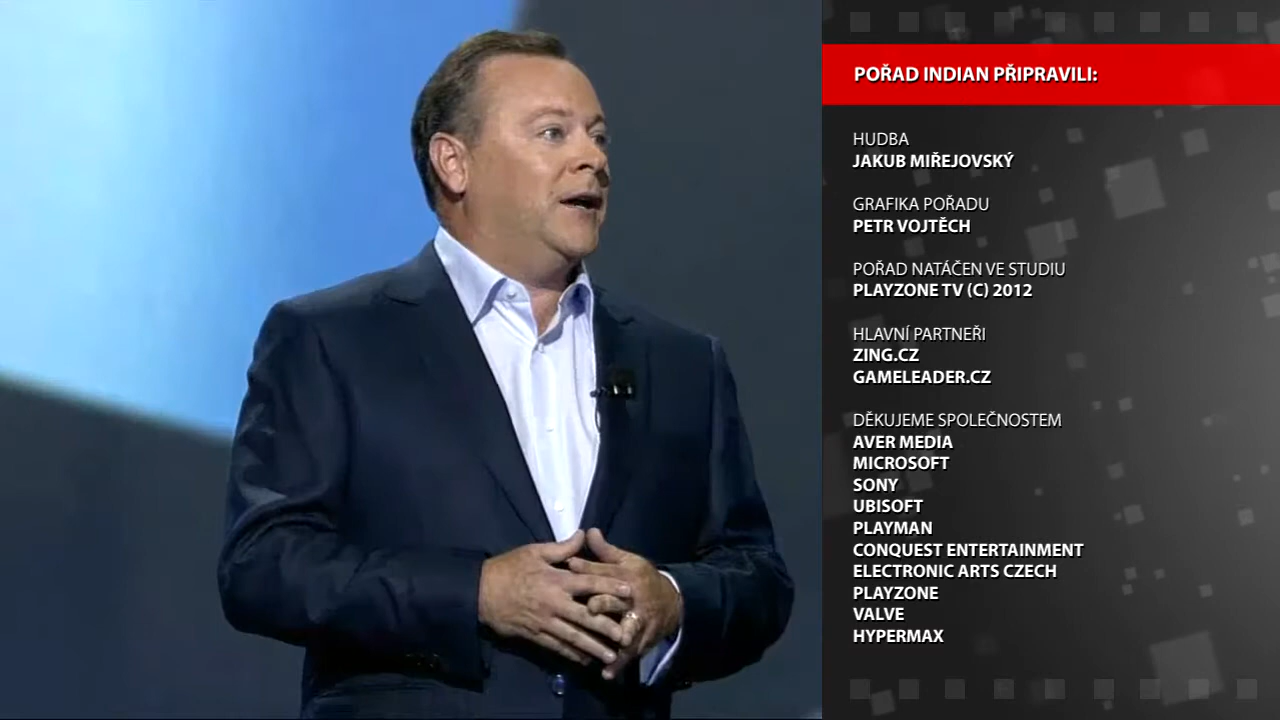 POŘAD INDIAN PŘIPRAVILI:
HUDBA
JAKUB MIŘEJOVSKÝ
GRAFIKA POŘADU
PETR VOJTĚCH
POŘAD NATÁČEN VE STUDIU
PLAYZONE TV (C) 2012
HLAVNÍ PARTNEŘI
ZING.CZ
GAMELEADER.CZ
DĚKUJEME SPOLEČNOSTEM
AVER MEDIA
MICROSOFT
SONY
UBISOFT
PLAYMAN
CONQUEST ENTERTAINMENT
ELECTRONIC ARTS CZECH
PLAYZONE
VALVE
HYPERMAX